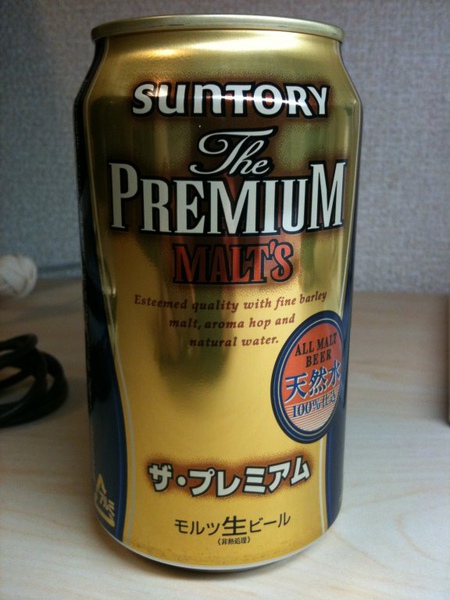 SUNTORY
The
PREMIUM
MALT'S
Esteemed quality with fine barley
malt, aroma hop and
natural water.
ALL MALT
BEER
天然水
100%仕込
ザ・プレミアム
モルツ生ビール
(非熱処理)